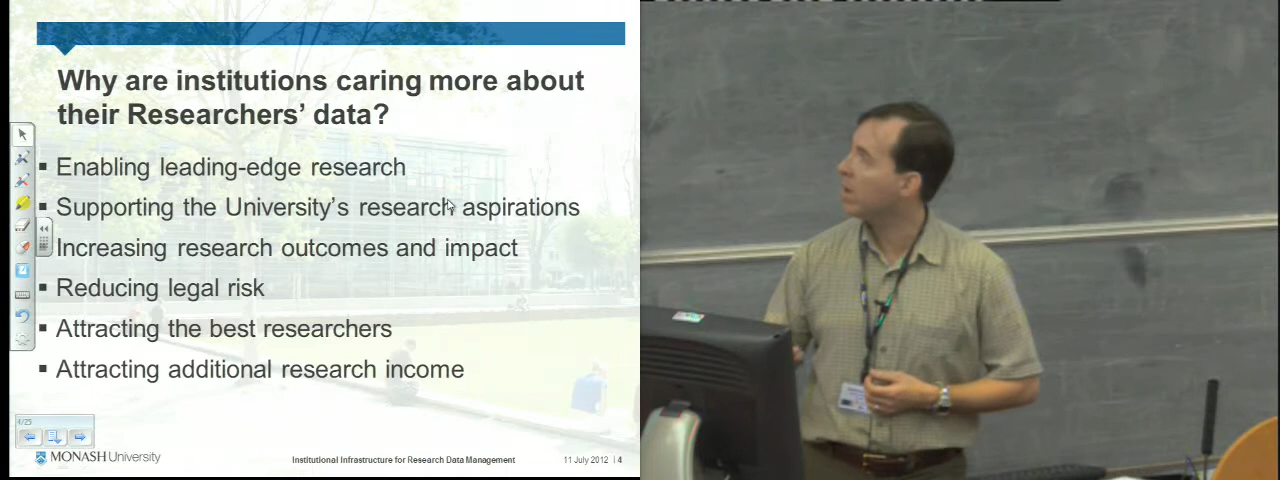 Why are institutions caring more about
their Researchers' data?
▪ Enabling leading-edge research
▪ Supporting the University's research aspirations
Increasing research outcomes and impact
▪ Reducing legal risk
▪ Attracting the best researchers
▪ Attracting additional research income
4/25
MONASH University
Institutional Infrastructure for Research Data Management
11 July 2012 | 4